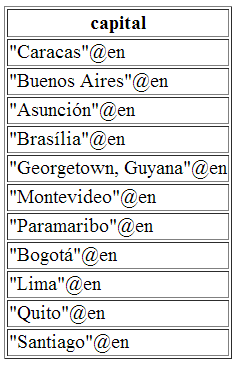 capital
"Caracas"@en
"Buenos Aires"@en
"Asunción"@en
"Brasília"@en
"Georgetown, Guyana"@en
"Montevideo"@en
"Paramaribo"@en
"Bogotá"@en
"Lima"@en
"Quito"@en
"Santiago"@en